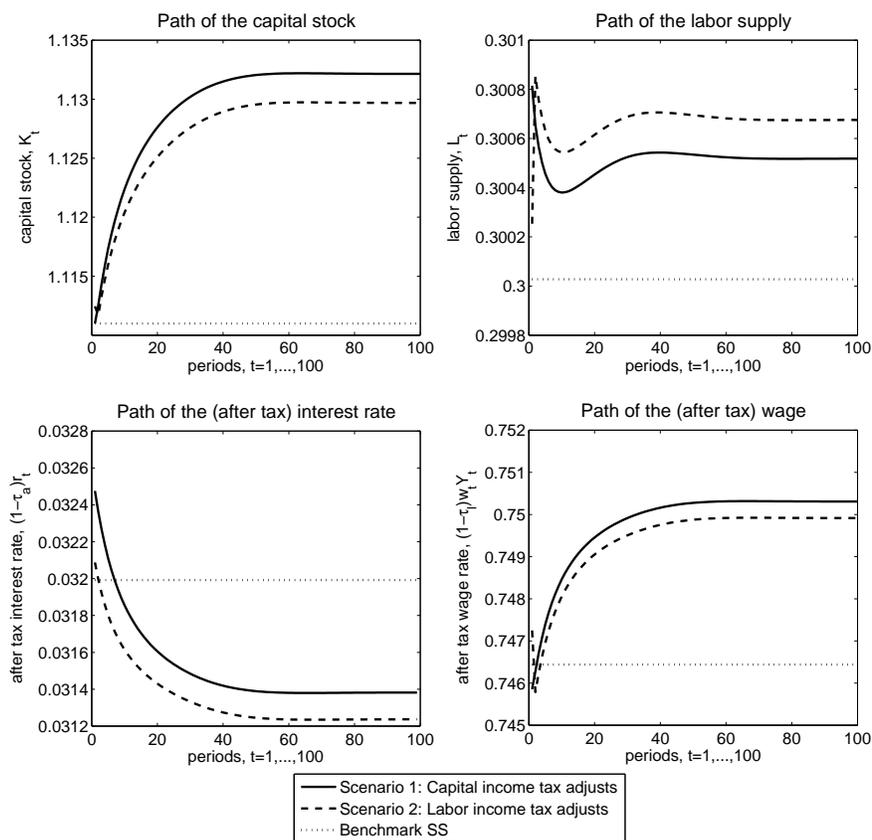 Path of the capital stock
1.135
1.13
1.125
1.12
1.115
capital stock, K_t
0 20 40 60 80 100
periods, t=1,...,100
Path of the labor supply
0.301
0.3008
0.3006
0.3004
0.3002
0.3
0.2998
labor supply, L_t
0 20 40 60 80 100
periods, t=1,...,100
Path of the (after tax) interest rate
0.0328
0.0326
0.0324
0.0322
0.032
0.0318
0.0316
0.0314
0.0312
after tax interest rate, (1−τ_a)r_t
0 20 40 60 80 100
periods, t=1,...,100
Path of the (after tax) wage
0.752
0.751
0.75
0.749
0.748
0.747
0.746
0.745
after tax wage rate, (1−τ_l)w_tY_t
0 20 40 60 80 100
periods, t=1,...,100
Scenario 1: Capital income tax adjusts
Scenario 2: Labor income tax adjusts
Benchmark SS